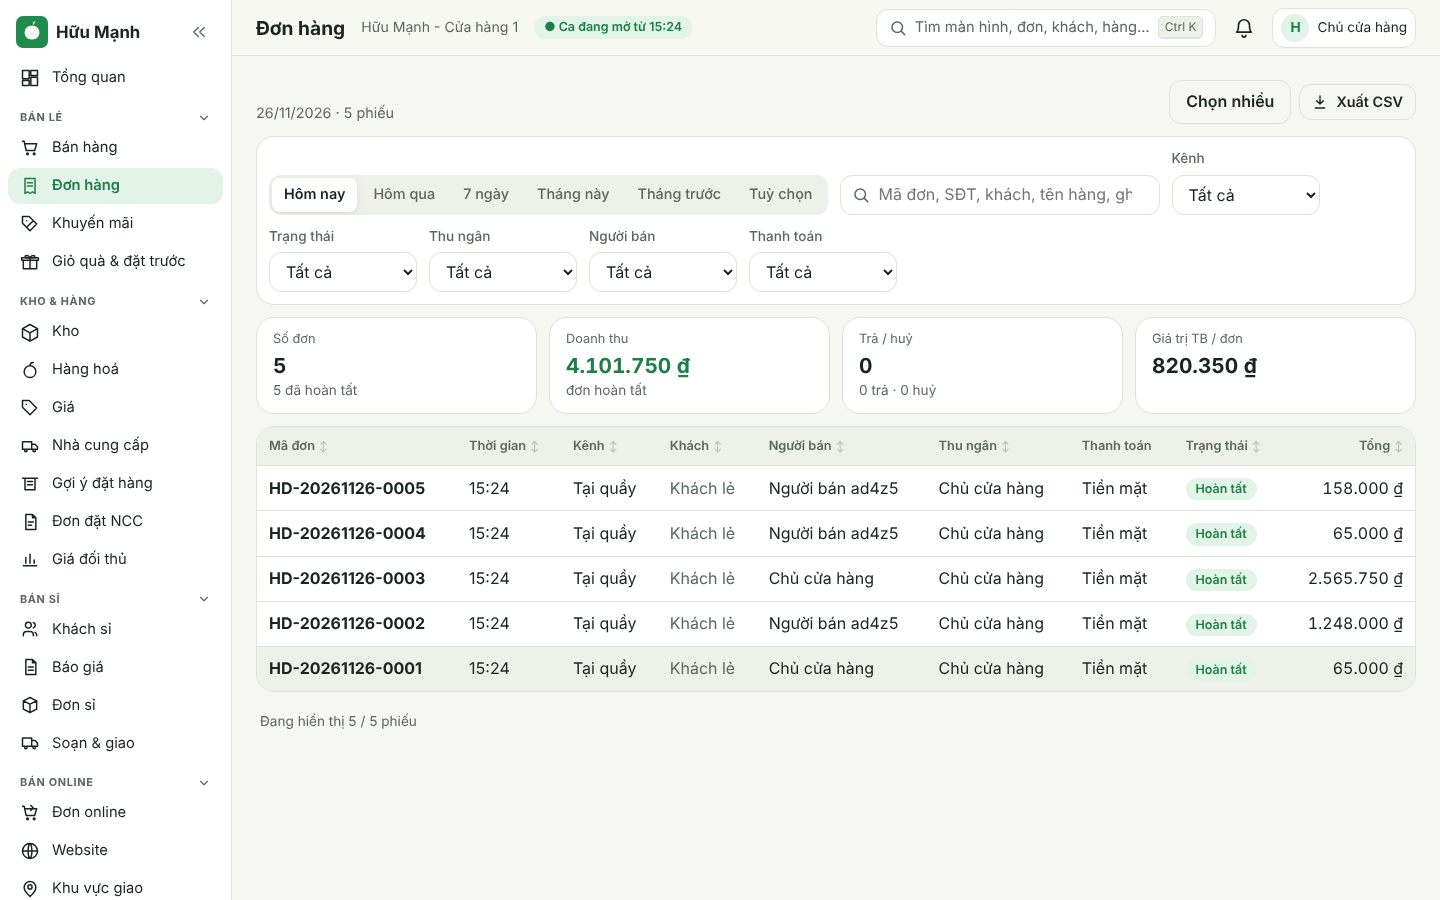 Hữu Mạnh
Tổng quan
BÁN LẺ
Bán hàng
Đơn hàng
Khuyến mãi
Giỏ quà & đặt trước
KHO & HÀNG
Kho
Hàng hoá
Giá
Nhà cung cấp
Gợi ý đặt hàng
Đơn đặt NCC
Giá đối thủ
BÁN SỈ
Khách sỉ
Báo giá
Đơn sỉ
Soạn & giao
BÁN ONLINE
Đơn online
Website
Khu vực giao
Đơn hàng Hữu Mạnh - Cửa hàng 1 Ca đang mở từ 15:24 Tìm màn hình, đơn, khách, hàng... Ctrl K H Chủ cửa hàng
26/11/2026 · 5 phiếu Chọn nhiều Xuất CSV
Kênh
Hôm nay Hôm qua 7 ngày Tháng này Tháng trước Tuỳ chọn Mã đơn, SĐT, khách, tên hàng, gh Tất cả
Trạng thái Thu ngân Người bán Thanh toán
Tất cả Tất cả Tất cả Tất cả
Số đơn Doanh thu Trả / huỷ Giá trị TB / đơn
5 4.101.750 ₫ 0 820.350 ₫
5 đã hoàn tất đơn hoàn tất 0 trả · 0 huỷ
Mã đơn Thời gian Kênh Khách Người bán Thu ngân Thanh toán Trạng thái Tổng
HD-20261126-0005 15:24 Tại quầy Khách lẻ Người bán ad4z5 Chủ cửa hàng Tiền mặt Hoàn tất 158.000 ₫
HD-20261126-0004 15:24 Tại quầy Khách lẻ Người bán ad4z5 Chủ cửa hàng Tiền mặt Hoàn tất 65.000 ₫
HD-20261126-0003 15:24 Tại quầy Khách lẻ Chủ cửa hàng Chủ cửa hàng Tiền mặt Hoàn tất 2.565.750 ₫
HD-20261126-0002 15:24 Tại quầy Khách lẻ Người bán ad4z5 Chủ cửa hàng Tiền mặt Hoàn tất 1.248.000 ₫
HD-20261126-0001 15:24 Tại quầy Khách lẻ Chủ cửa hàng Chủ cửa hàng Tiền mặt Hoàn tất 65.000 ₫
Đang hiển thị 5 / 5 phiếu